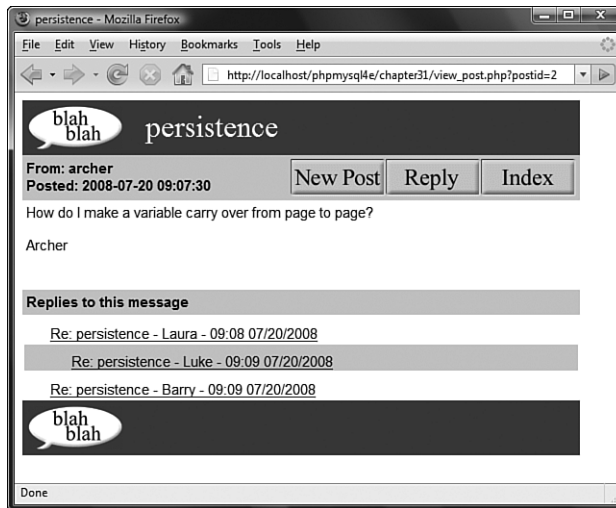 persistence - Mozilla Firefox
File Edit View History Bookmarks Tools Help
http://localhost/phpmysql4e/chapter31/view_post.php?postid=2
blah
blah
persistence
From: archer
Posted: 2008-07-20 09:07:30
New Post Reply Index
How do I make a variable carry over from page to page?
Archer
Replies to this message
Re: persistence - Laura - 09:08 07/20/2008
Re: persistence - Luke - 09:09 07/20/2008
Re: persistence - Barry - 09:09 07/20/2008
blah
blah
Done